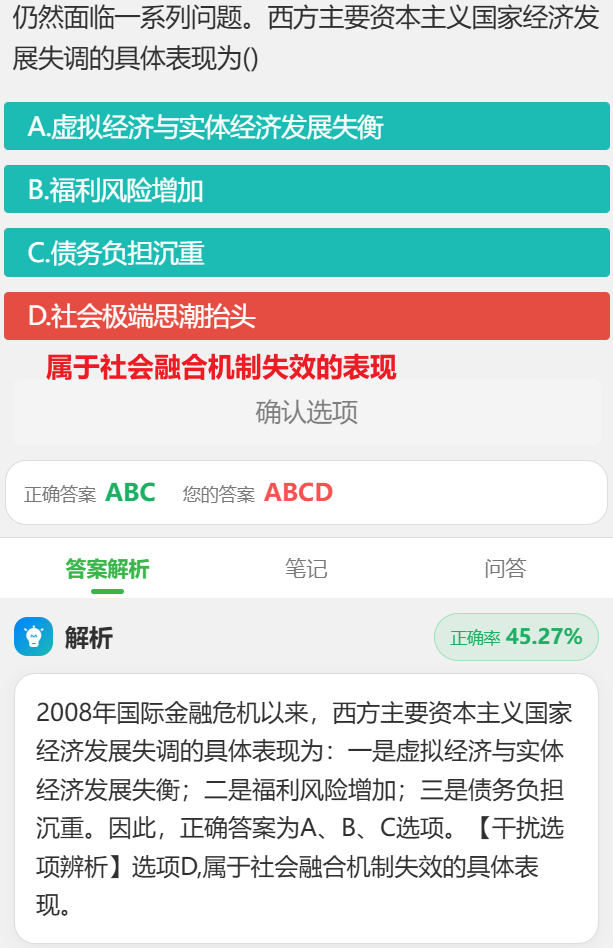 仍然面临一系列问题。西方主要资本主义国家经济发
展失调的具体表现为()
A.虚拟经济与实体经济发展失衡
B.福利风险增加
C.债务负担沉重
D.社会极端思潮抬头
属于社会融合机制失效的表现
确认选项
正确答案 ABC 您的答案 ABCD
答案解析 笔记 问答
解析 正确率 45.27%
2008年国际金融危机以来，西方主要资本主义国家
经济发展失调的具体表现为：一是虚拟经济与实体
经济发展失衡；二是福利风险增加；三是债务负担
沉重。因此，正确答案为A、B、C选项。【干扰选
项辨析】选项D,属于社会融合机制失效的具体表
现。